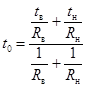 t₀ = (tв/Rв + tн/Rн) / (1/Rв + 1/Rн)